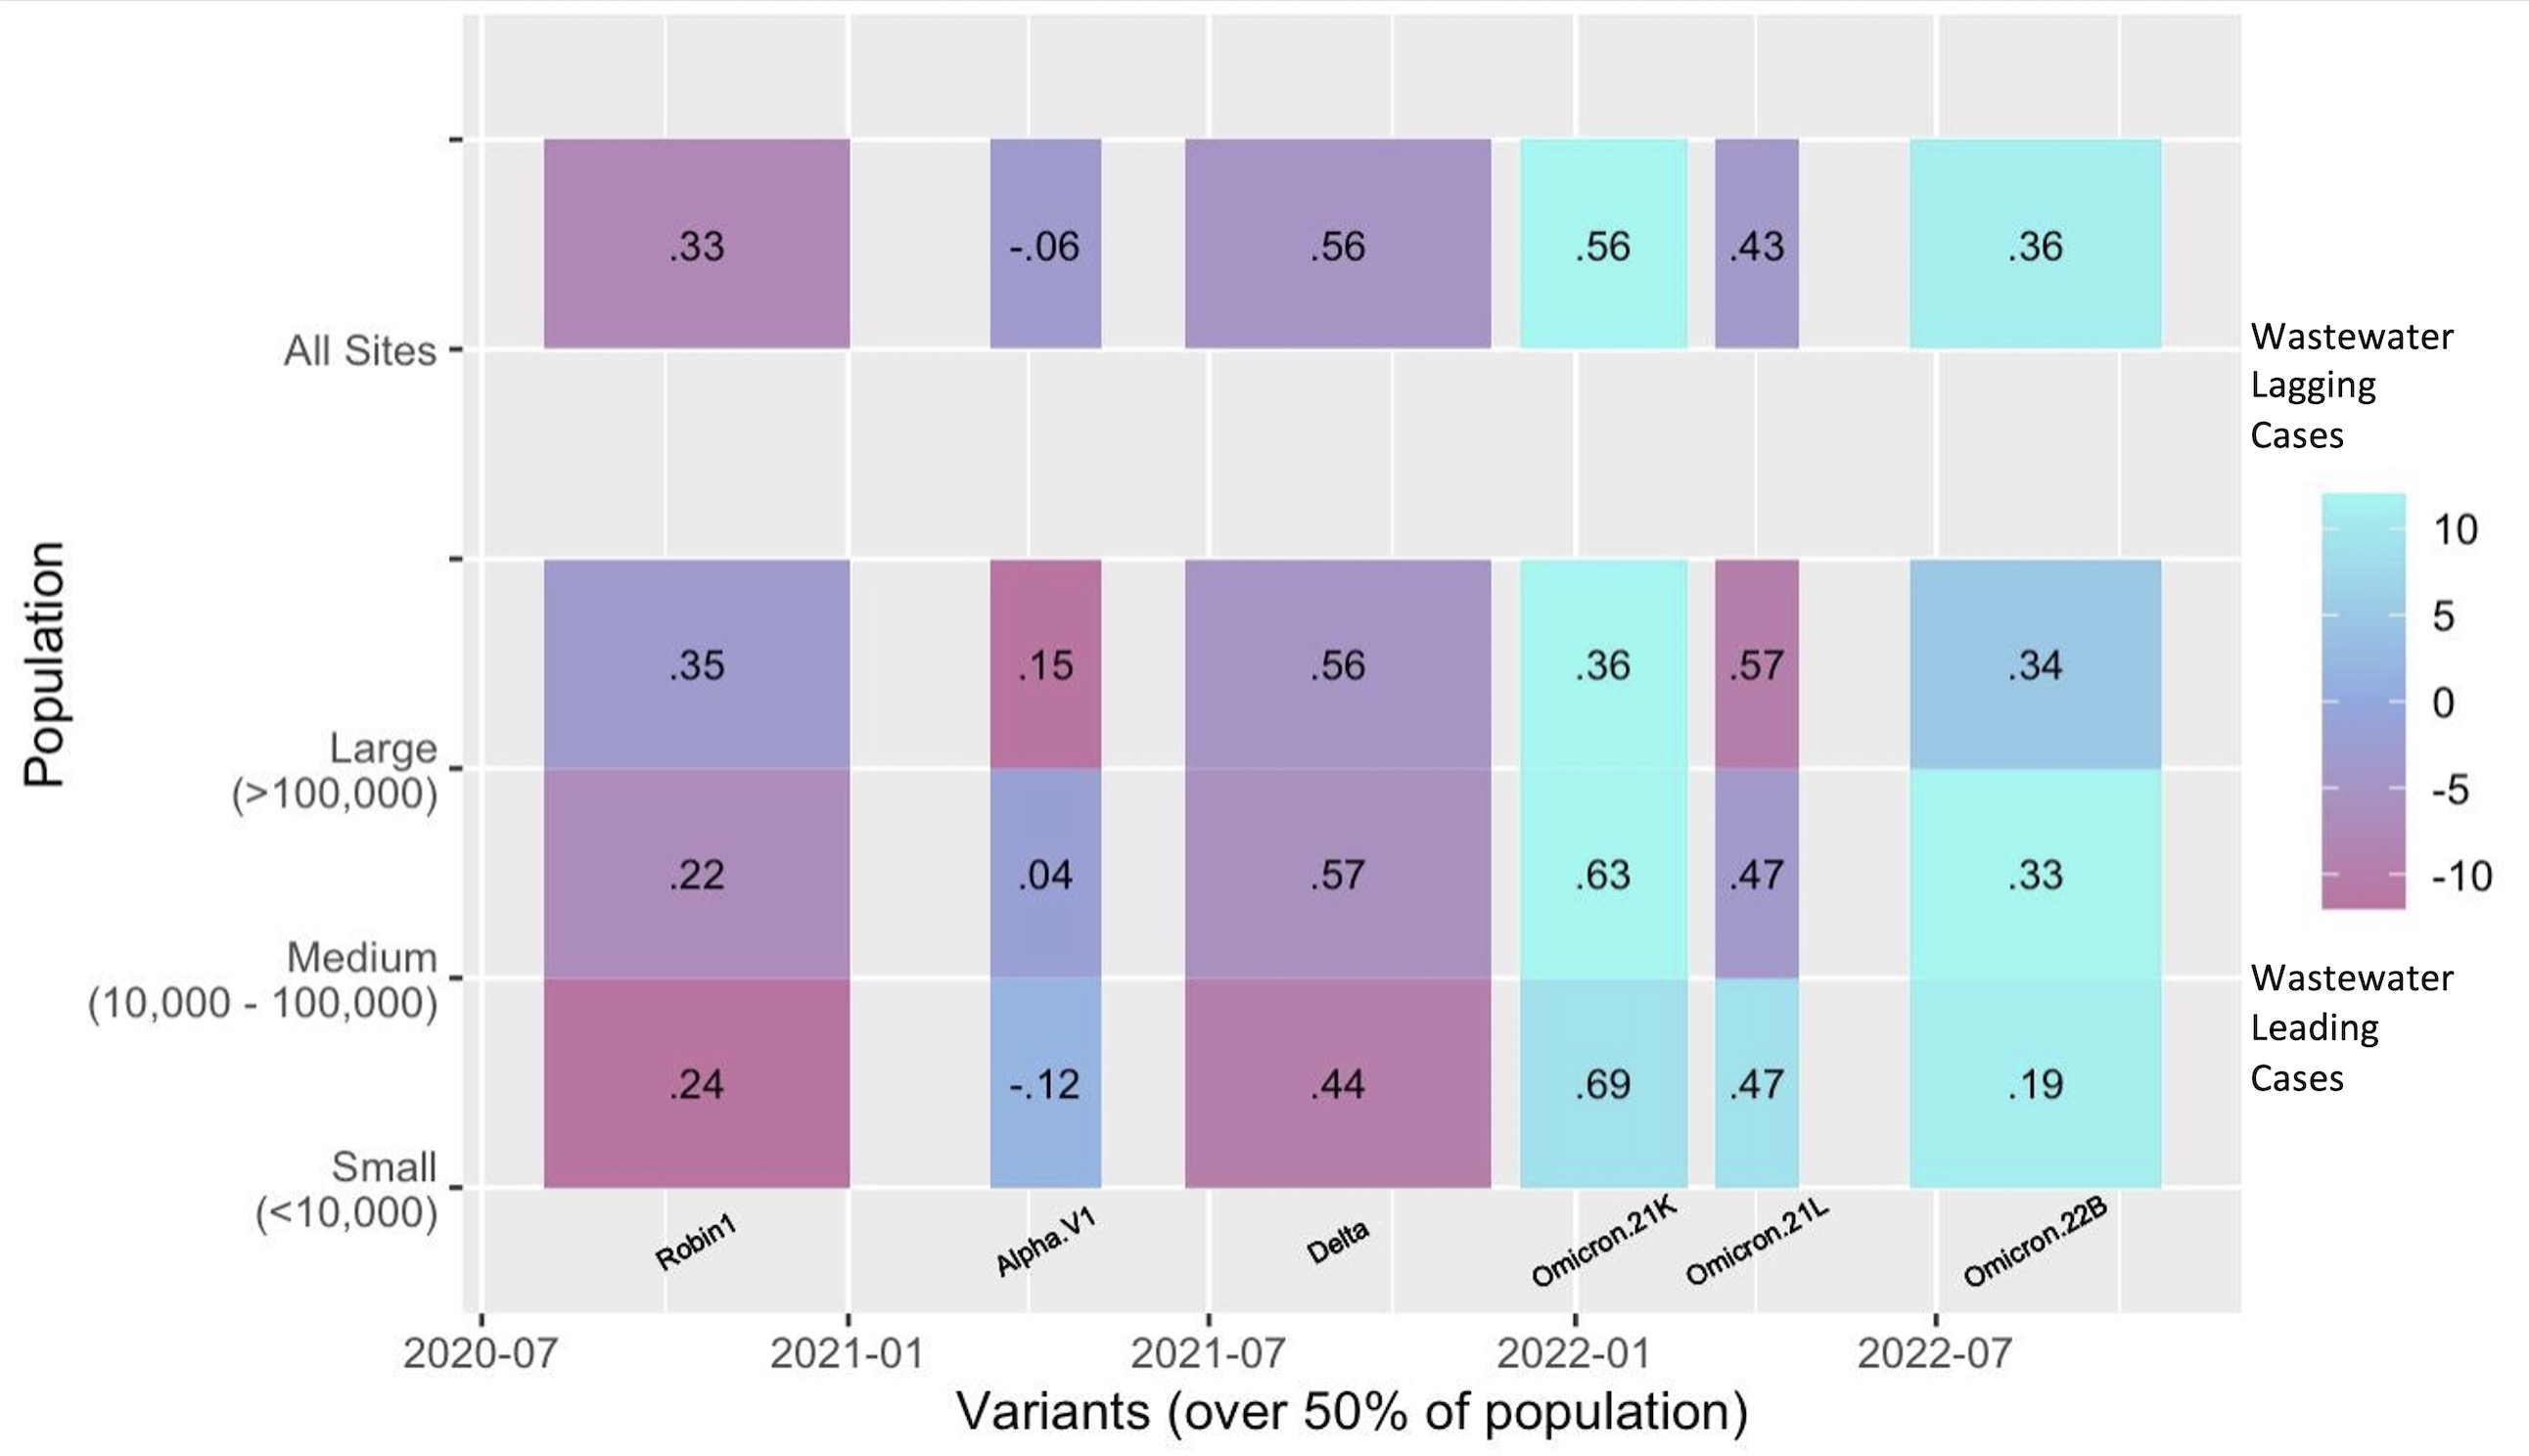 .33
-.06
.56
.56
.43
.36
All Sites
Wastewater
Lagging
Cases
10
5
0
-5
-10
Wastewater
Leading
Cases
Population
.35
.15
.56
.36
.57
.34
Large
(>100,000)
.22
.04
.57
.63
.47
.33
Medium
(10,000 - 100,000)
.24
-.12
.44
.69
.47
.19
Small
(<10,000)
Robin1
Alpha.V1
Delta
Omicron.21K
Omicron.21L
Omicron.22B
2020-07
2021-01
2021-07
2022-01
2022-07
Variants (over 50% of population)